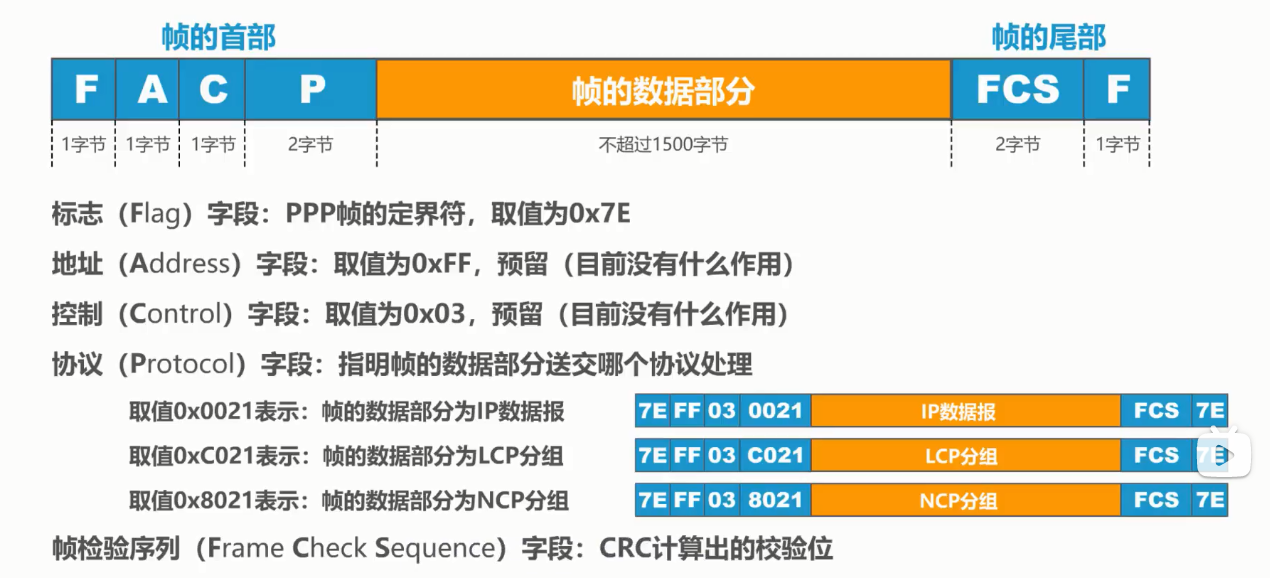 帧的首部 帧的尾部
F A C P 帧的数据部分 FCS F
1字节 1字节 1字节 2字节 不超过1500字节 2字节 1字节
标志（Flag）字段：PPP帧的定界符，取值为0x7E
地址（Address）字段：取值为0xFF，预留（目前没有什么作用）
控制（Control）字段：取值为0x03，预留（目前没有什么作用）
协议（Protocol）字段：指明帧的数据部分送交哪个协议处理
取值0x0021表示：帧的数据部分为IP数据报 7E FF 03 0021 IP数据报 FCS 7E
取值0xC021表示：帧的数据部分为LCP分组 7E FF 03 C021 LCP分组 FCS 7E
取值0x8021表示：帧的数据部分为NCP分组 7E FF 03 8021 NCP分组 FCS 7E
帧检验序列（Frame Check Sequence）字段：CRC计算出的校验位